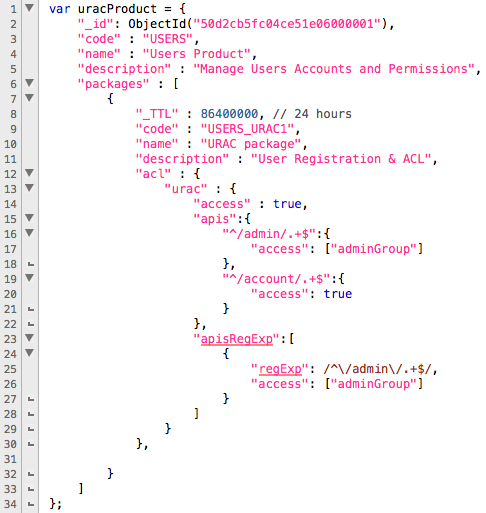 1 var uracProduct = {
2 "_id": ObjectId("50d2cb5fc04ce51e06000001"),
3 "code" : "USERS",
4 "name" : "Users Product",
5 "description" : "Manage Users Accounts and Permissions",
6 "packages" : [
7 {
8 "_TTL" : 86400000, // 24 hours
9 "code" : "USERS_URAC1",
10 "name" : "URAC package",
11 "description" : "User Registration & ACL",
12 "acl" : {
13 "urac" : {
14 "access" : true,
15 "apis":{
16 "^/admin/.+$":{
17 "access": ["adminGroup"]
18 },
19 "^/account/.+$":{
20 "access": true
21 }
22 },
23 "apisRegExp":[
24 {
25 "regExp": /^\/admin\/.+$/,
26 "access": ["adminGroup"]
27 }
28 ]
29 }
30 },
31
32 }
33 ]
34 };